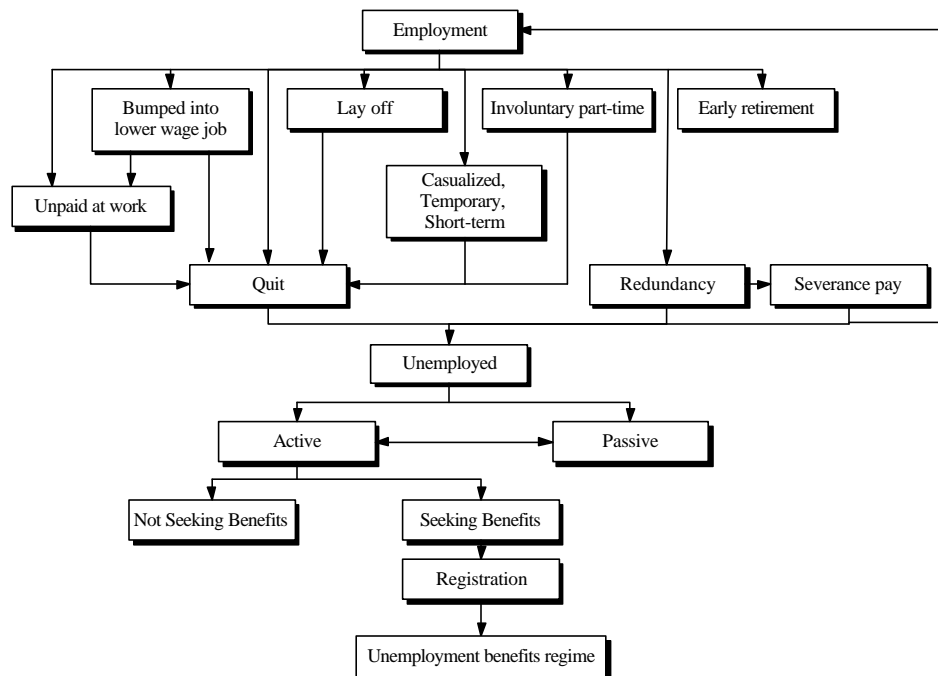 Employment
Bumped into
lower wage job
Lay off
Involuntary part-time
Early retirement
Unpaid at work
Casualized,
Temporary,
Short-term
Quit
Redundancy
Severance pay
Unemployed
Active
Passive
Not Seeking Benefits
Seeking Benefits
Registration
Unemployment benefits regime